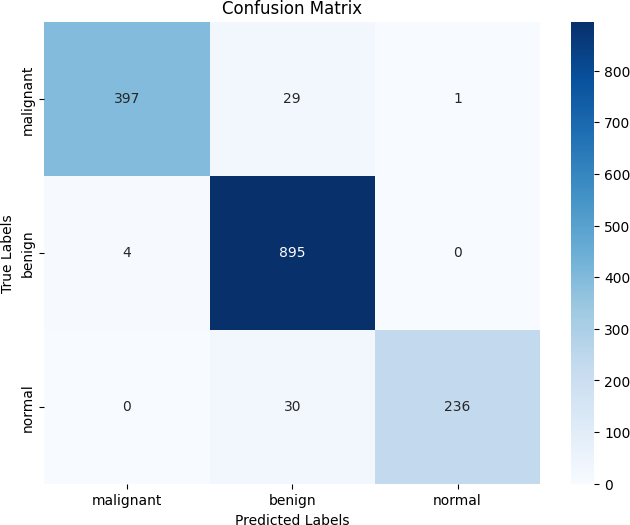 Confusion Matrix
True Labels
malignant
397
29
1
benign
4
895
0
normal
0
30
236
malignant
benign
normal
Predicted Labels
800
700
600
500
400
300
200
100
0